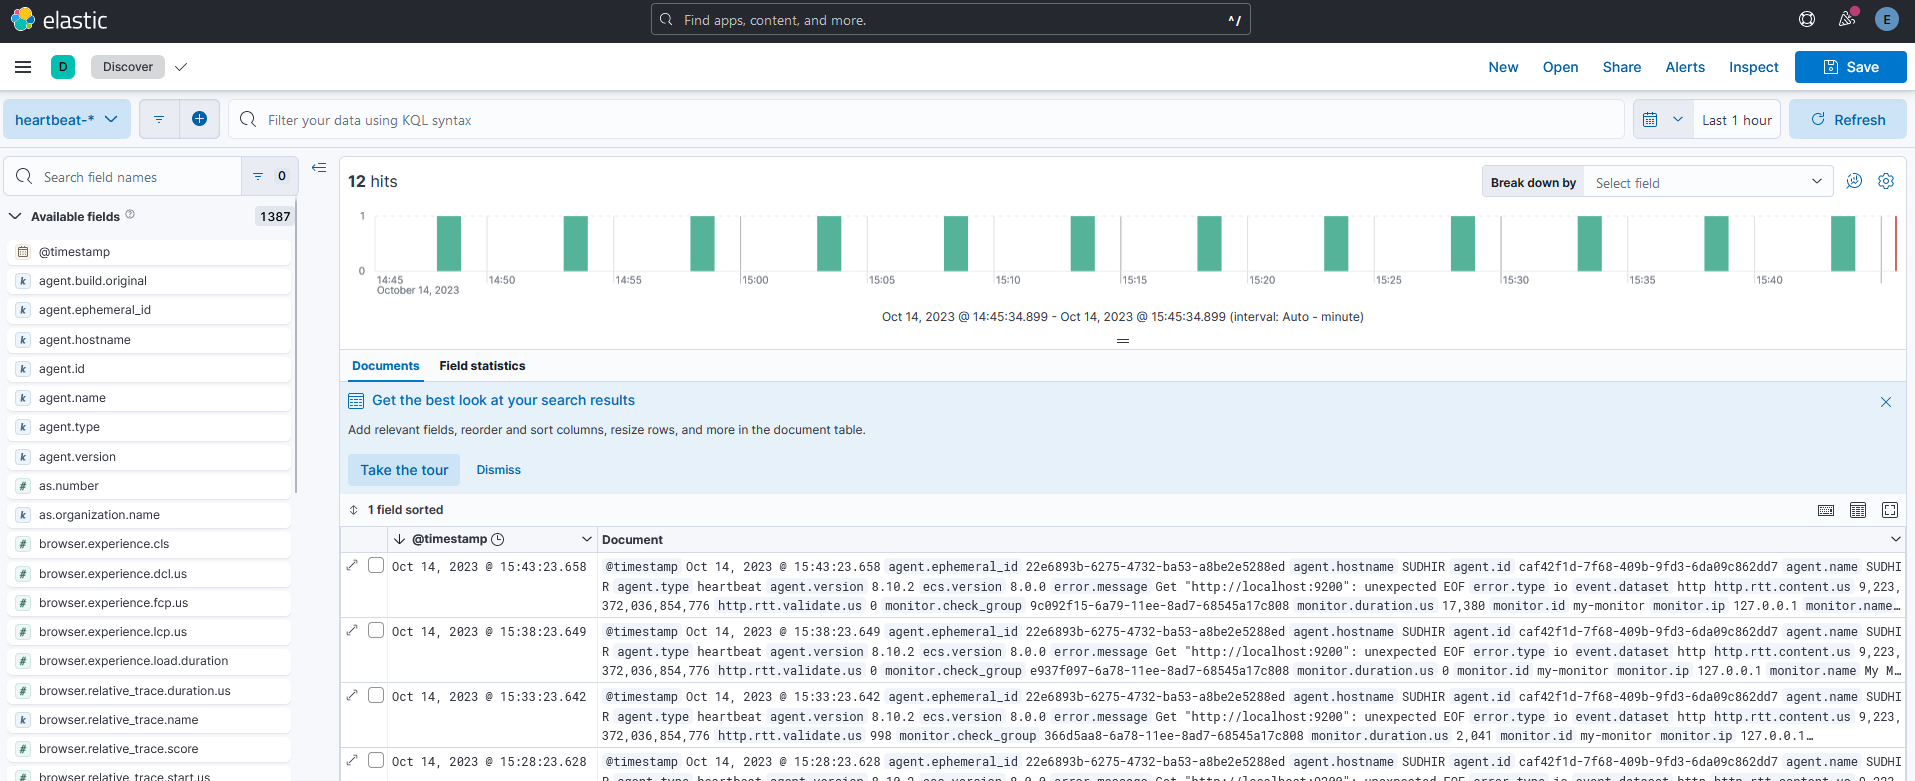 elastic
Find apps, content, and more.
^/
E
D
Discover
New
Open
Share
Alerts
Inspect
Save
heartbeat-*
Filter your data using KQL syntax
Last 1 hour
Refresh
Search field names
0
Available fields
1387
@timestamp
agent.build.original
agent.ephemeral_id
agent.hostname
agent.id
agent.name
agent.type
agent.version
as.number
as.organization.name
browser.experience.cls
browser.experience.dcl.us
browser.experience.fcp.us
browser.experience.lcp.us
browser.experience.load.duration
browser.relative_trace.duration.us
browser.relative_trace.name
browser.relative_trace.score
browser.relative_trace.start.us
12 hits
Break down by
Select field
1
0
14:45
14:50
14:55
15:00
15:05
15:10
15:15
15:20
15:25
15:30
15:35
15:40
October 14, 2023
Oct 14, 2023 @ 14:45:34.899 - Oct 14, 2023 @ 15:45:34.899 (interval: Auto - minute)
Documents
Field statistics
Get the best look at your search results
Add relevant fields, reorder and sort columns, resize rows, and more in the document table.
Take the tour
Dismiss
1 field sorted
@timestamp
Document
Oct 14, 2023 @ 15:43:23.658
@timestamp Oct 14, 2023 @ 15:43:23.658 agent.ephemeral_id 22e6893b-6275-4732-ba53-a8be2e5288ed agent.hostname SUDHIR agent.id caf42f1d-7f68-409b-9fd3-6da09c862dd7 agent.name SUDHI
R agent.type heartbeat agent.version 8.10.2 ecs.version 8.0.0 error.message Get "http://localhost:9200": unexpected EOF error.type io event.dataset http http.rtt.content.us 9,223,
372,036,854,776 http.rtt.validate.us 0 monitor.check_group 9c092f15-6a79-11ee-8ad7-68545a17c808 monitor.duration.us 17,380 monitor.id my-monitor monitor.ip 127.0.0.1 monitor.name…
Oct 14, 2023 @ 15:38:23.649
@timestamp Oct 14, 2023 @ 15:38:23.649 agent.ephemeral_id 22e6893b-6275-4732-ba53-a8be2e5288ed agent.hostname SUDHIR agent.id caf42f1d-7f68-409b-9fd3-6da09c862dd7 agent.name SUDHI
R agent.type heartbeat agent.version 8.10.2 ecs.version 8.0.0 error.message Get "http://localhost:9200": unexpected EOF error.type io event.dataset http http.rtt.content.us 9,223,
372,036,854,776 http.rtt.validate.us 0 monitor.check_group e937f097-6a78-11ee-8ad7-68545a17c808 monitor.duration.us 0 monitor.id my-monitor monitor.ip 127.0.0.1 monitor.name My M…
Oct 14, 2023 @ 15:33:23.642
@timestamp Oct 14, 2023 @ 15:33:23.642 agent.ephemeral_id 22e6893b-6275-4732-ba53-a8be2e5288ed agent.hostname SUDHIR agent.id caf42f1d-7f68-409b-9fd3-6da09c862dd7 agent.name SUDHI
R agent.type heartbeat agent.version 8.10.2 ecs.version 8.0.0 error.message Get "http://localhost:9200": unexpected EOF error.type io event.dataset http http.rtt.content.us 9,223,
372,036,854,776 http.rtt.validate.us 998 monitor.check_group 366d5aa8-6a78-11ee-8ad7-68545a17c808 monitor.duration.us 2,041 monitor.id my-monitor monitor.ip 127.0.0.1…
Oct 14, 2023 @ 15:28:23.628
@timestamp Oct 14, 2023 @ 15:28:23.628 agent.ephemeral_id 22e6893b-6275-4732-ba53-a8be2e5288ed agent.hostname SUDHIR agent.id caf42f1d-7f68-409b-9fd3-6da09c862dd7 agent.name SUDHI